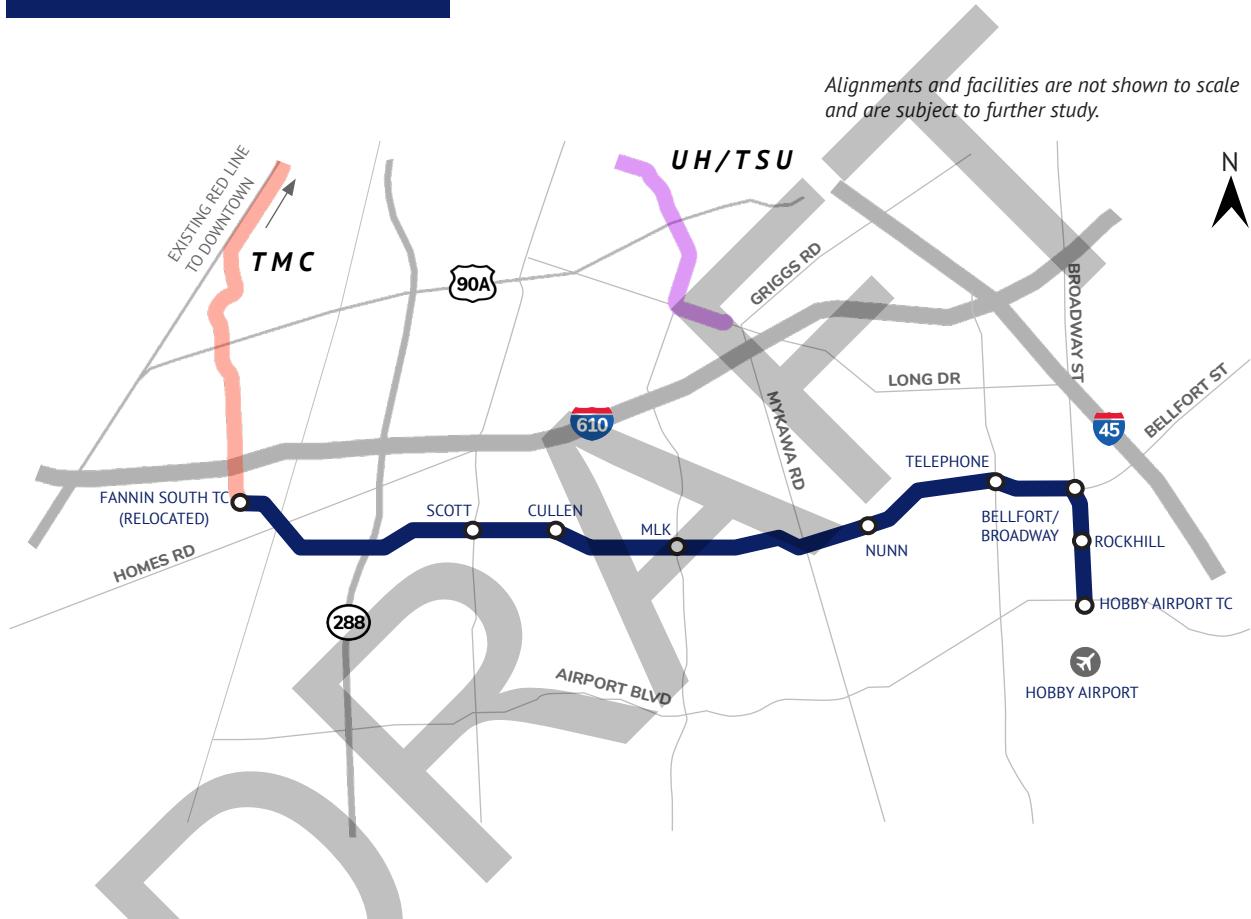 Alignments and facilities are not shown to scale
and are subject to further study.
EXISTING RED LINE
TO DOWNTOWN
TMC
UH/TSU
N
90A
GRIGGS RD
BROADWAY ST
LONG DR
BELLFORT ST
MYKAWA RD
610
45
FANNIN SOUTH TC
(RELOCATED)
SCOTT
CULLEN
MLK
NUNN
TELEPHONE
BELLFORT/
BROADWAY
ROCKHILL
HOBBY AIRPORT TC
HOMES RD
288
AIRPORT BLVD
HOBBY AIRPORT
DRAFT